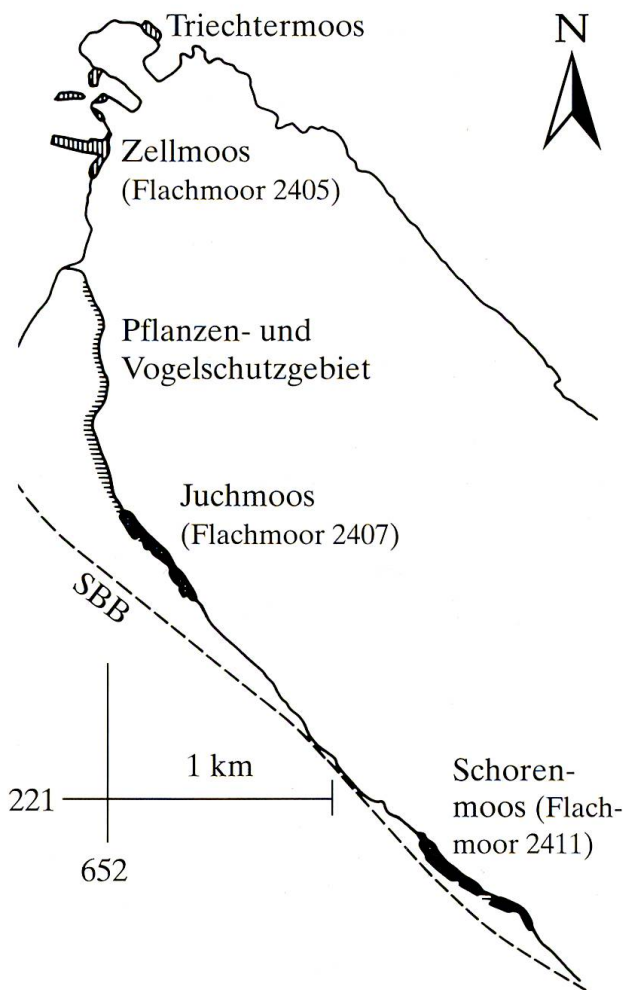 Triechtermoos
N
Zellmoos
(Flachmoor 2405)
Pflanzen- und
Vogelschutzgebiet
Juchmoos
(Flachmoor 2407)
SBB
1 km
Schoren-
moos (Flach-
moor 2411)
221
652